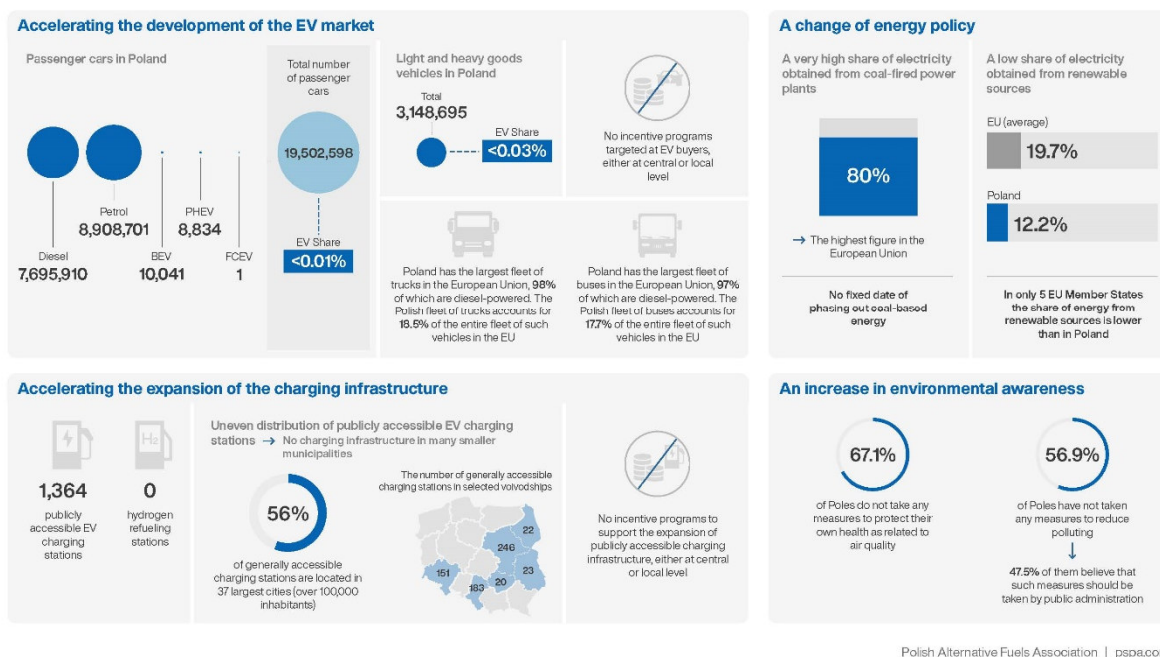 Accelerating the development of the EV market
Passenger cars in Poland
Diesel
7,695,910
Petrol
8,908,701
BEV
10,041
PHEV
8,834
FCEV
1
Total number
of passenger
cars
19,502,598
EV Share
<0.01%
Light and heavy goods
vehicles in Poland
Total
3,148,695
EV Share
<0.03%
No incentive programs
targeted at EV buyers,
either at central or local
level
Poland has the largest fleet of
trucks in the European Union, 98%
of which are diesel-powered. The
Polish fleet of trucks accounts for
18.5% of the entire fleet of such
vehicles in the EU
Poland has the largest fleet of
buses in the European Union, 97%
of which are diesel-powered. The
Polish fleet of buses accounts for
17.7% of the entire fleet of such
vehicles in the EU
A change of energy policy
A very high share of electricity
obtained from coal-fired power
plants
80%
→ The highest figure in the
European Union
No fixed date of
phasing out coal-based
energy
A low share of electricity
obtained from renewable
sources
EU (average)
19.7%
Poland
12.2%
In only 5 EU Member States
the share of energy from
renewable sources is lower
than in Poland
Accelerating the expansion of the charging infrastructure
1,364
publicly
accessible EV
charging
stations
H2
0
hydrogen
refueling
stations
Uneven distribution of publicly accessible EV charging
stations → No charging infrastructure in many smaller
municipalities
56%
of generally accessible
charging stations are located in
37 largest cities (over 100,000
inhabitants)
The number of generally accessible
charging stations in selected voivodships
22
246
151
23
20
183
No incentive programs to
support the expansion of
publicly accessible charging
infrastructure, either at central
or local level
An increase in environmental awareness
67.1%
of Poles do not take any
measures to protect their
own health as related to
air quality
56.9%
of Poles have not taken
any measures to reduce
polluting
47.5% of them believe that
such measures should be
taken by public administration
Polish Alternative Fuels Association | pspa.co